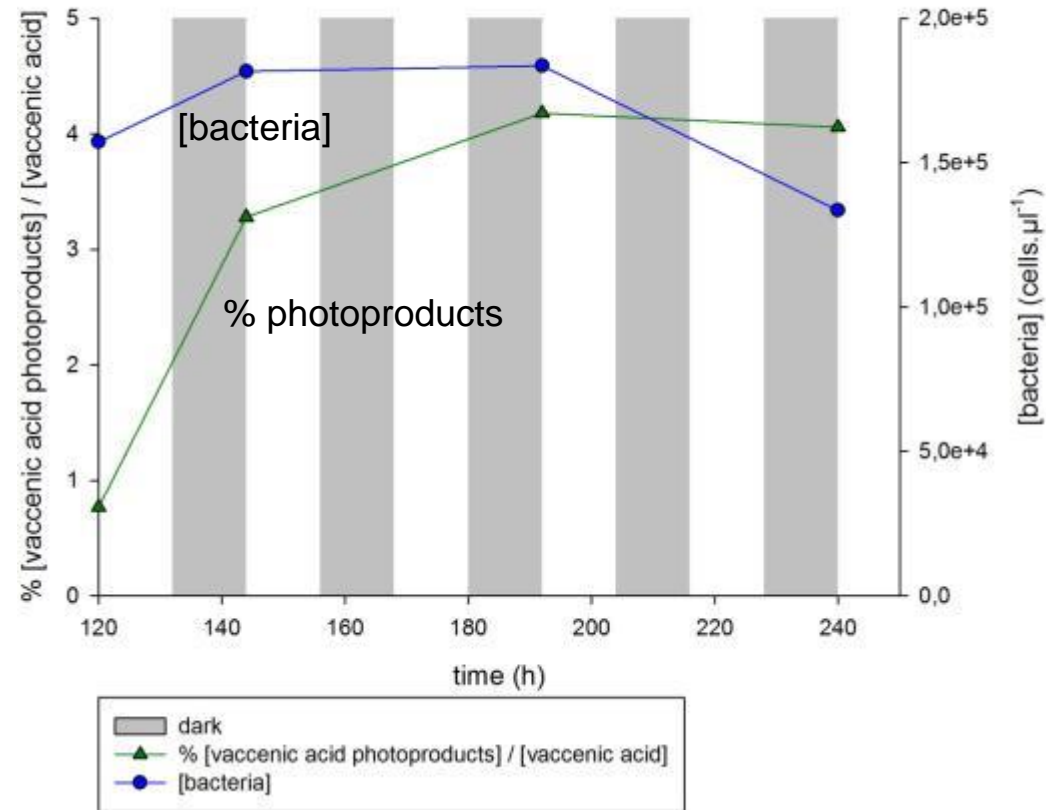 % [vaccenic acid photoproducts] / [vaccenic acid]
5
4
3
2
1
0
[bacteria]
% photoproducts
2,0e+5
1,5e+5
1,0e+5
5,0e+4
0,0
[bacteria] (cells.µl⁻¹)
120 140 160 180 200 220 240
time (h)
dark
% [vaccenic acid photoproducts] / [vaccenic acid]
[bacteria]